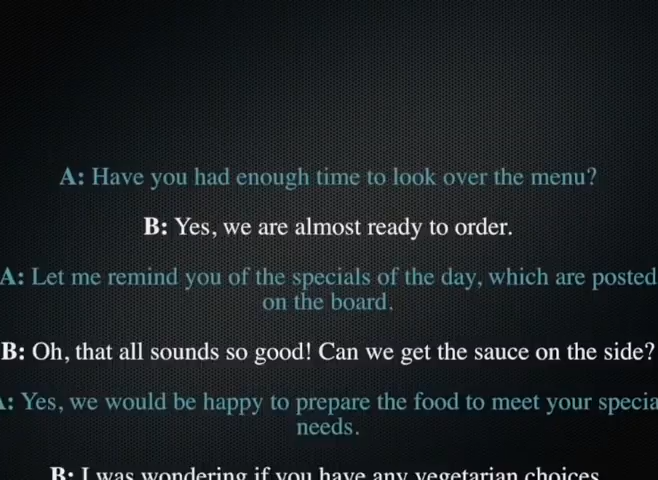 A: Have you had enough time to look over the menu?
B: Yes, we are almost ready to order.
A: Let me remind you of the specials of the day, which are posted
on the board.
B: Oh, that all sounds so good! Can we get the sauce on the side?
A: Yes, we would be happy to prepare the food to meet your specia
needs.
B: I was wondering if you have any vegetarian choices